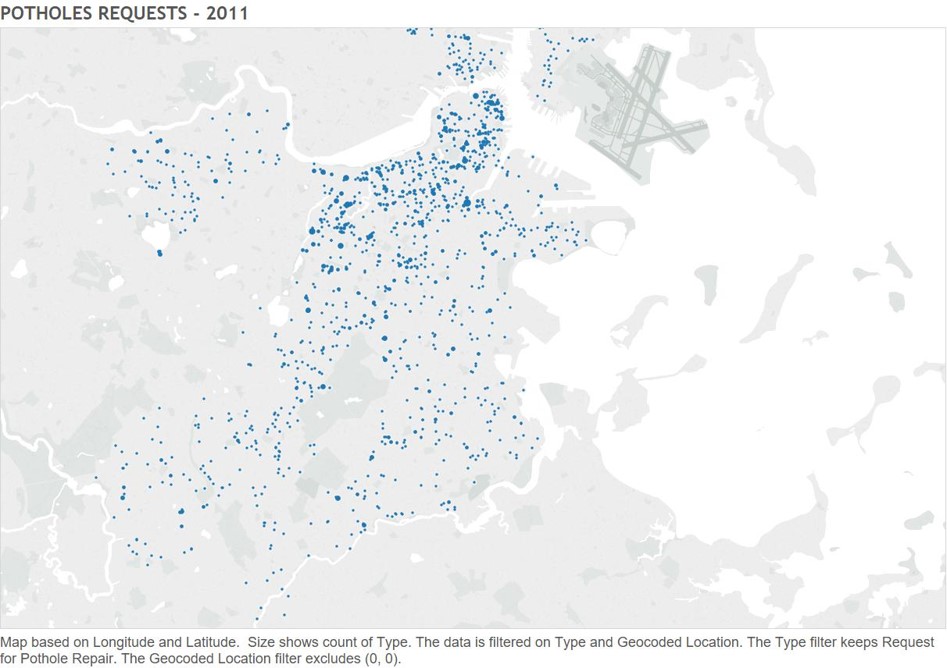 POTHOLES REQUESTS - 2011
Map based on Longitude and Latitude.  Size shows count of Type. The data is filtered on Type and Geocoded Location. The Type filter keeps Request
for Pothole Repair. The Geocoded Location filter excludes (0, 0).